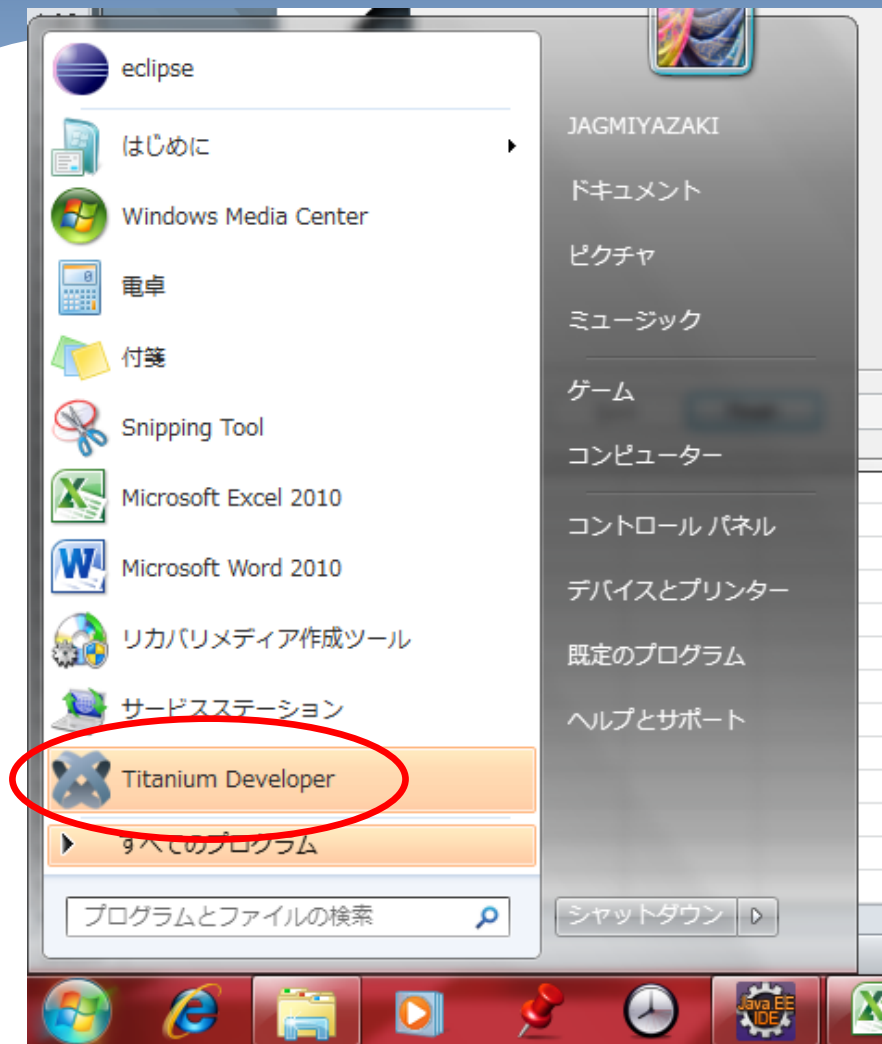 eclipse
はじめに
Windows Media Center
電卓
付箋
Snipping Tool
Microsoft Excel 2010
Microsoft Word 2010
リカバリメディア作成ツール
サービスステーション
Titanium Developer
すべてのプログラム
プログラムとファイルの検索
JAGMIYAZAKI
ドキュメント
ピクチャ
ミュージック
ゲーム
コンピューター
コントロール パネル
デバイスとプリンター
既定のプログラム
ヘルプとサポート
シャットダウン
Java EE
IDE